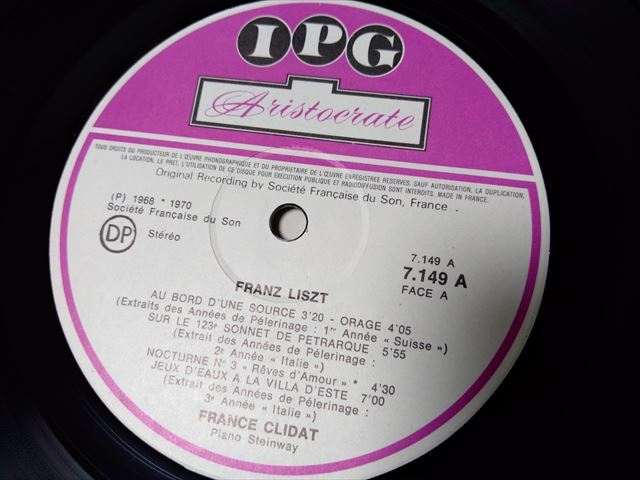 IPG
Aristocrate
TOUS DROITS DU PRODUCTEUR DE L'ŒUVRE PHONOGRAPHIQUE ET DU PROPRIETAIRE DE L'ŒUVRE ENREGISTREE RESERVES. SAUF AUTORISATION, LA DUPLICATION,
LA LOCATION, LE PRET, L'UTILISATION DE CE DISQUE POUR EXECUTION PUBLIQUE ET RADIODIFFUSION SONT INTERDITS. MADE IN FRANCE.
Original Recording by Société Française du Son, France
(P) 1968 * 1970
Société Française du Son
DP Stéréo
7.149 A
7.149 A
FACE A
FRANZ LISZT
AU BORD D'UNE SOURCE 3'20 - ORAGE 4'05
(Extraits des Années de Pélerinage : 1re Année « Suisse »)
SUR LE 123e SONNET DE PETRARQUE 5'55
(Extrait des Années de Pélerinage :
2e Année « Italie »)
NOCTURNE N° 3 « Rêves d'Amour » * 4'30
JEUX D'EAUX A LA VILLA D'ESTE 7'00
(Extrait des Années de Pélerinage :
3e Année « Italie »)
FRANCE CLIDAT
Piano Steinway